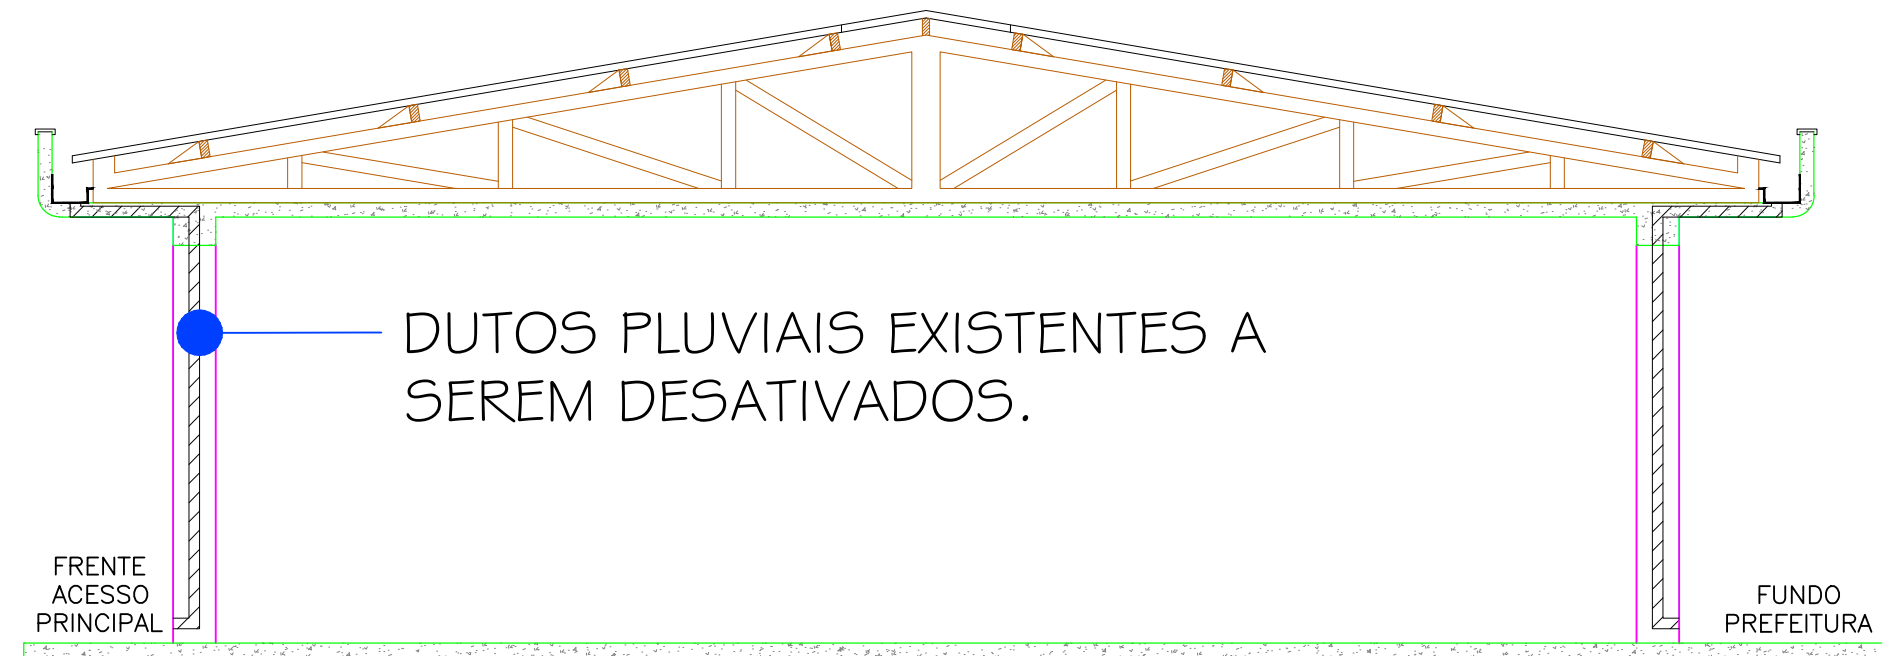 DUTOS PLUVIAIS EXISTENTES A
SEREM DESATIVADOS.
FRENTE
ACESSO
PRINCIPAL
FUNDO
PREFEITURA